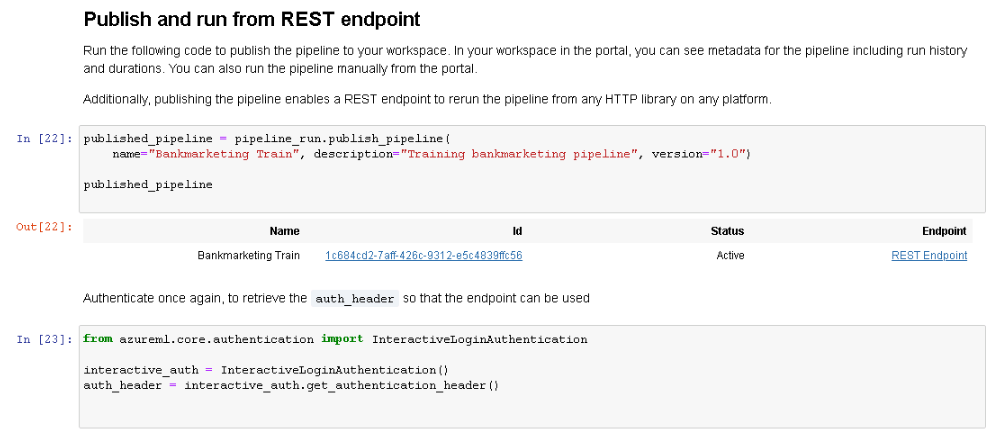 Publish and run from REST endpoint
Run the following code to publish the pipeline to your workspace. In your workspace in the portal, you can see metadata for the pipeline including run history
and durations. You can also run the pipeline manually from the portal.
Additionally, publishing the pipeline enables a REST endpoint to rerun the pipeline from any HTTP library on any platform.
In [22]: published_pipeline = pipeline_run.publish_pipeline(
name="Bankmarketing Train", description="Training bankmarketing pipeline", version="1.0")
published_pipeline
Out[22]: Name Id Status Endpoint
Bankmarketing Train 1c684cd2-7aff-426c-9312-e5c4839ffc56 Active REST Endpoint
Authenticate once again, to retrieve the auth_header so that the endpoint can be used
In [23]: from azureml.core.authentication import InteractiveLoginAuthentication
interactive_auth = InteractiveLoginAuthentication()
auth_header = interactive_auth.get_authentication_header()